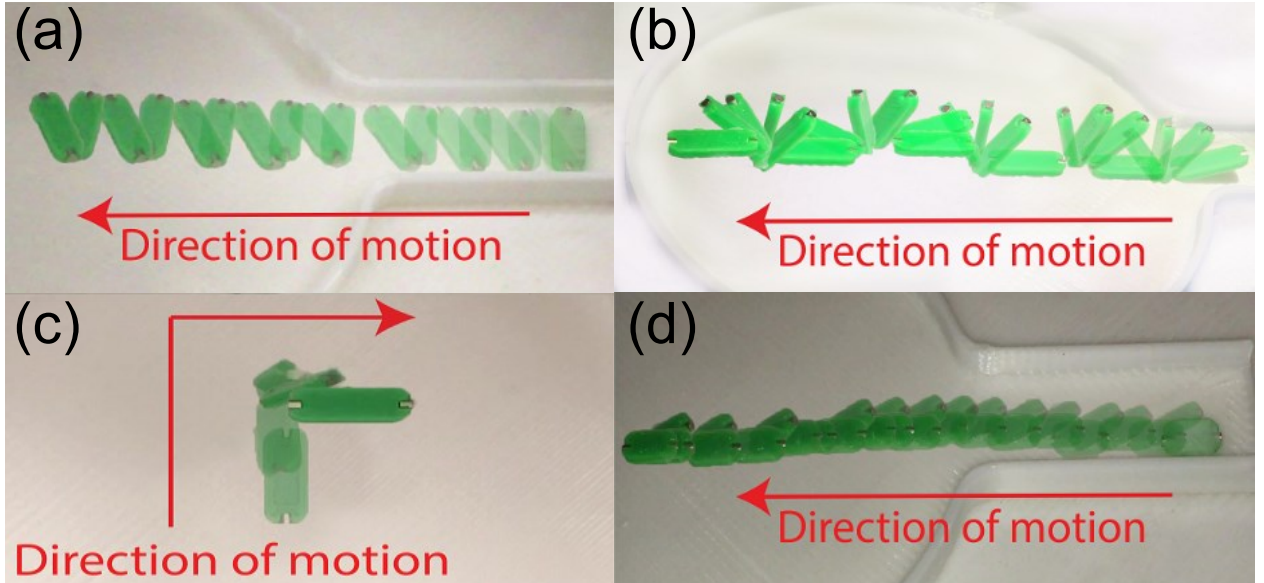 (a)
Direction of motion
(b)
Direction of motion
(c)
Direction of motion
(d)
Direction of motion